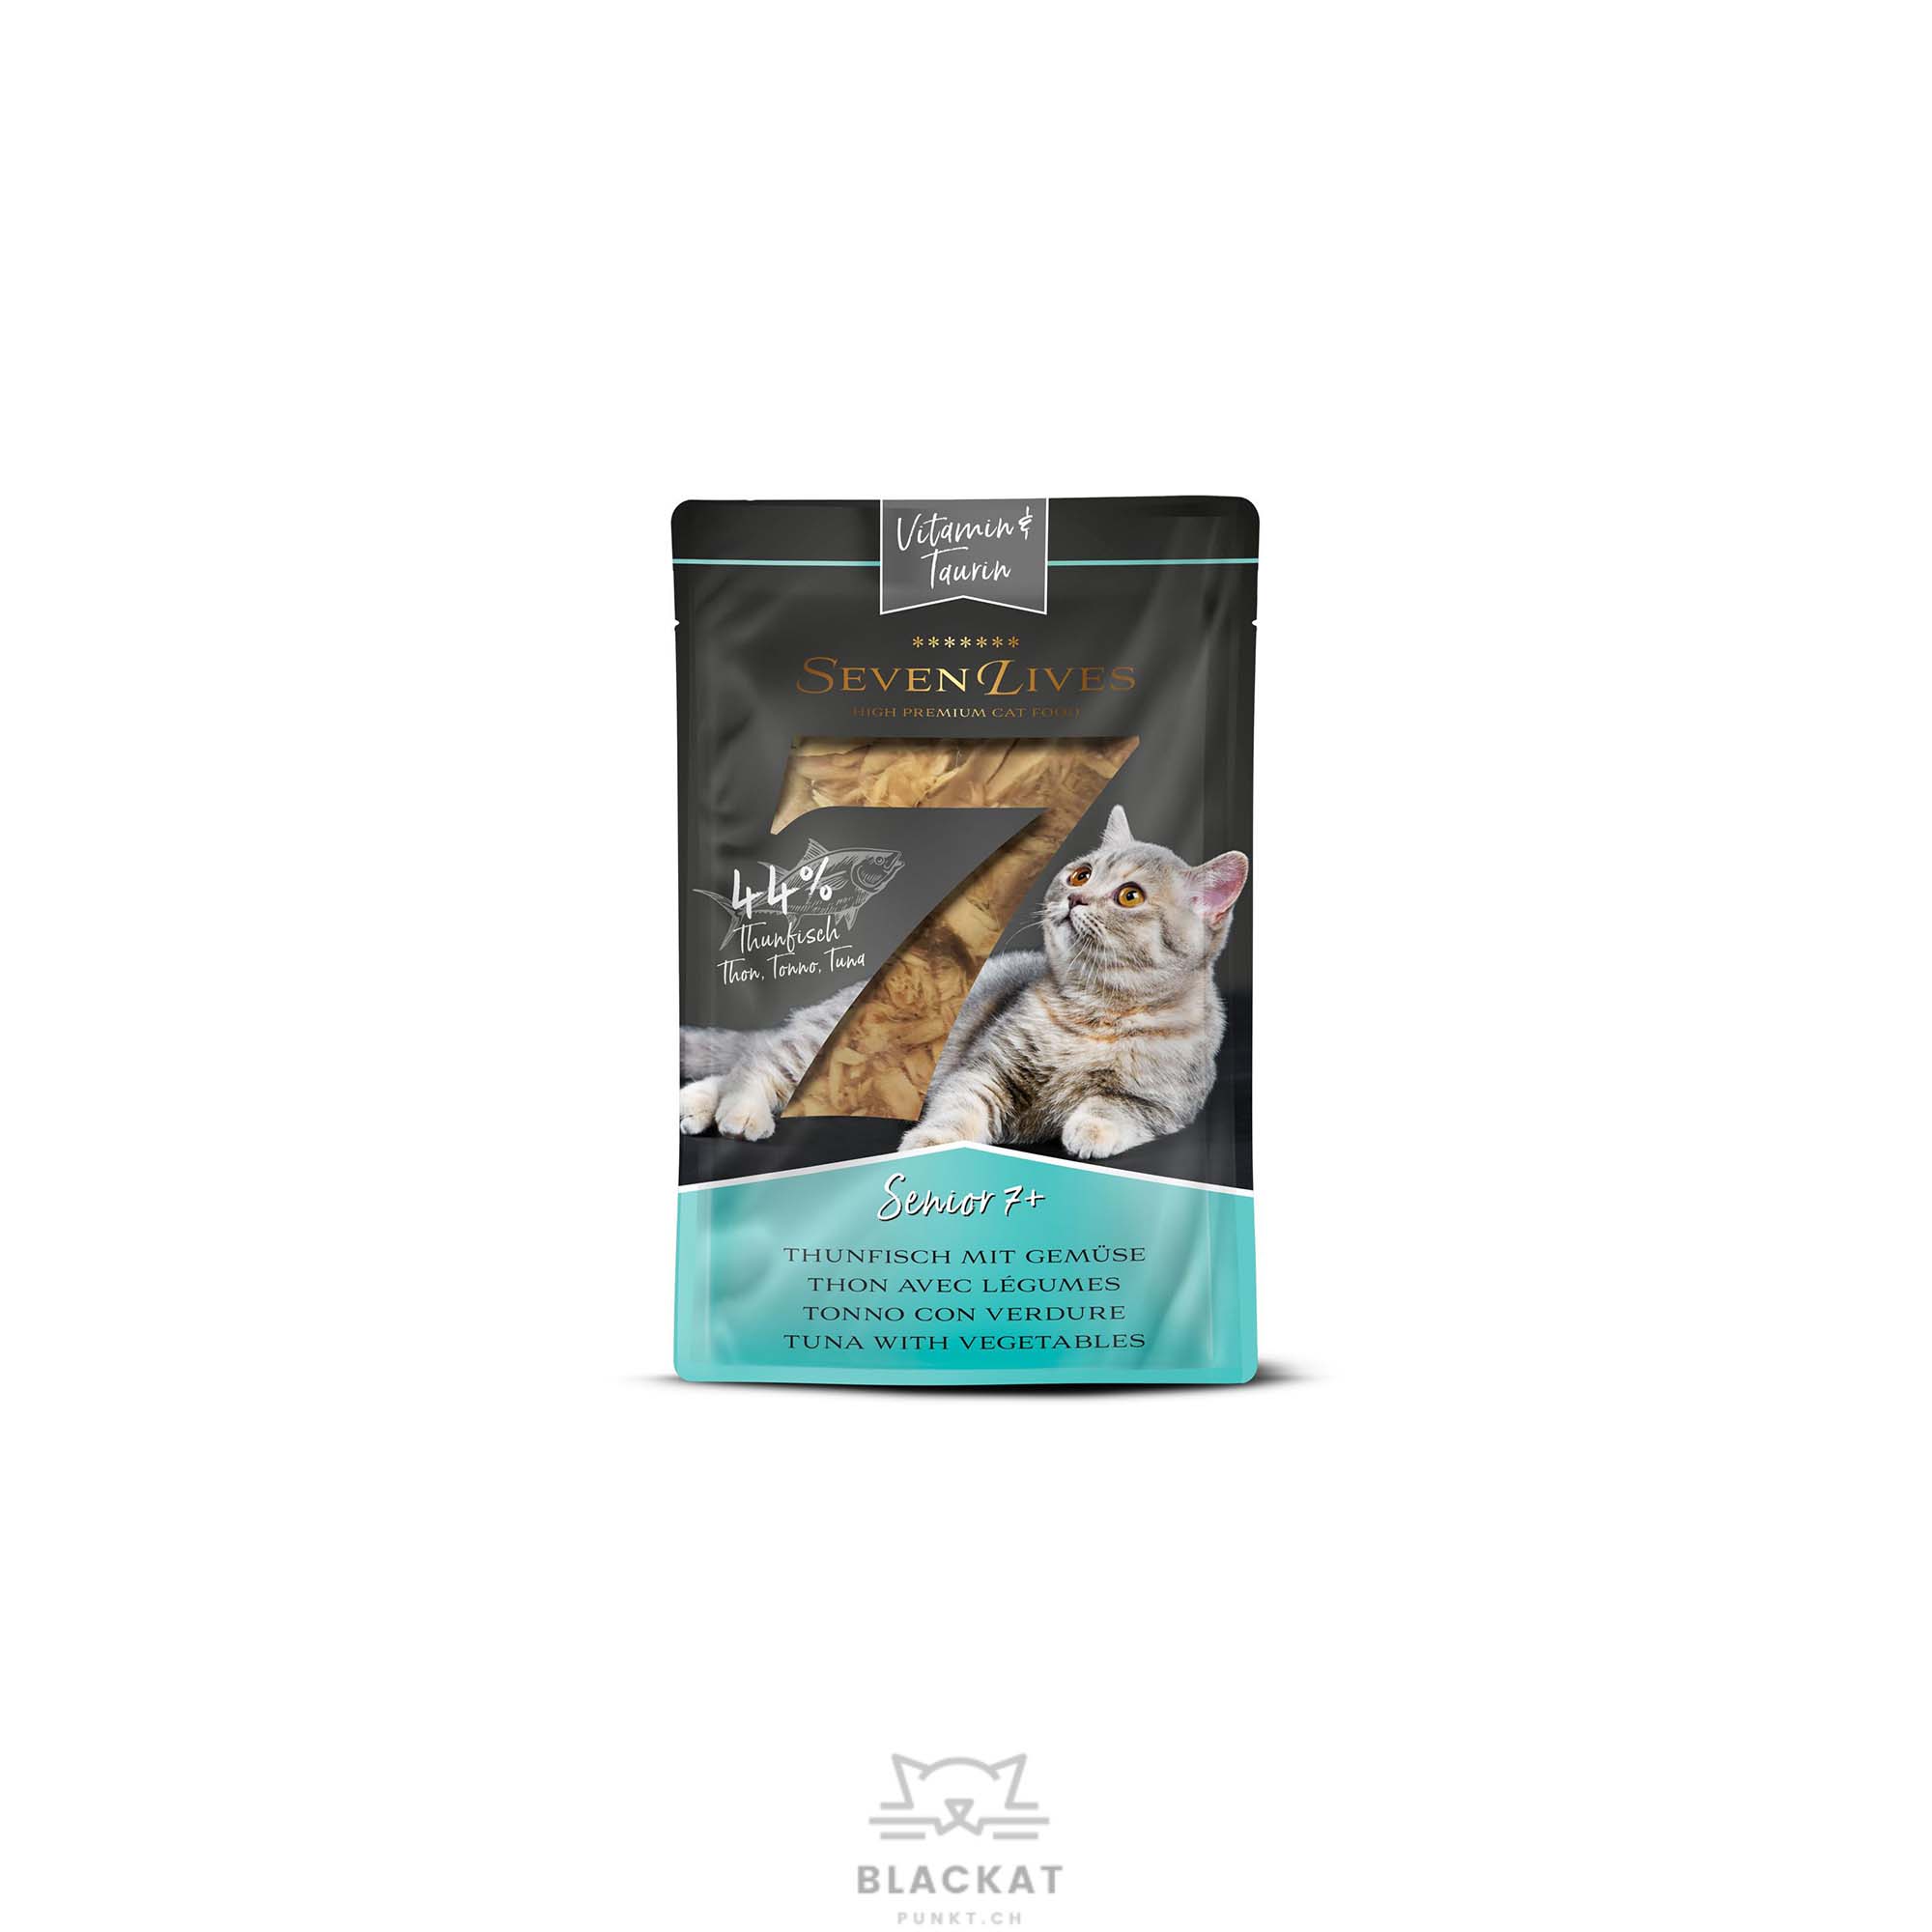 Vitamin &
Taurin
*******
SEVEN LIVES
HIGH PREMIUM CAT FOOD
7
44%
Thunfisch
Thon, Tonno, Tuna
Senior 7+
THUNFISCH MIT GEMÜSE
THON AVEC LÉGUMES
TONNO CON VERDURE
TUNA WITH VEGETABLES
BLACKAT
PUNKT.CH